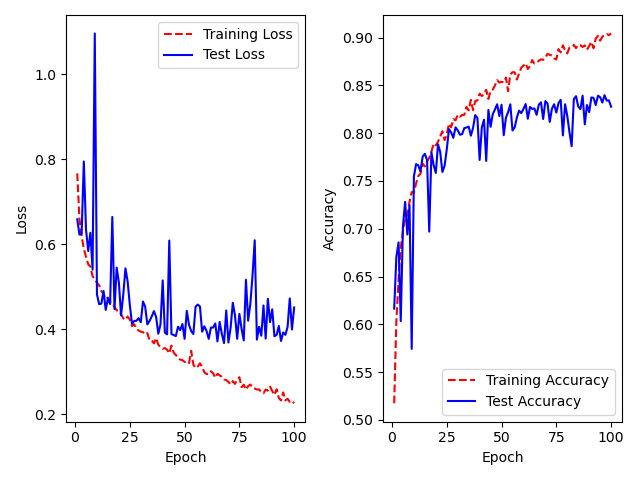 Training Loss
Test Loss
1.0
0.8
0.6
0.4
0.2
Loss
0 25 50 75 100
Epoch
0.90
0.85
0.80
0.75
0.70
0.65
0.60
0.55
0.50
Accuracy
Training Accuracy
Test Accuracy
0 25 50 75 100
Epoch